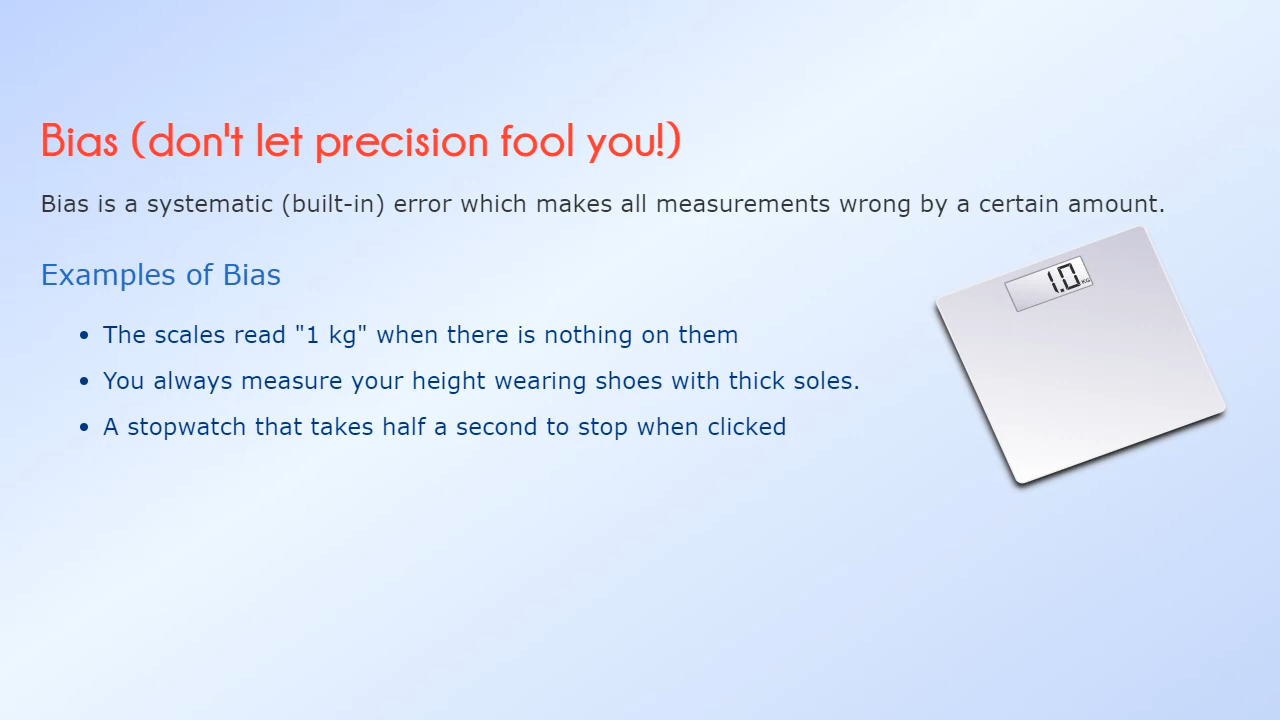 Bias (don't let precision fool you!)
Bias is a systematic (built-in) error which makes all measurements wrong by a certain amount.
Examples of Bias
1.0 KG
• The scales read "1 kg" when there is nothing on them
• You always measure your height wearing shoes with thick soles.
• A stopwatch that takes half a second to stop when clicked